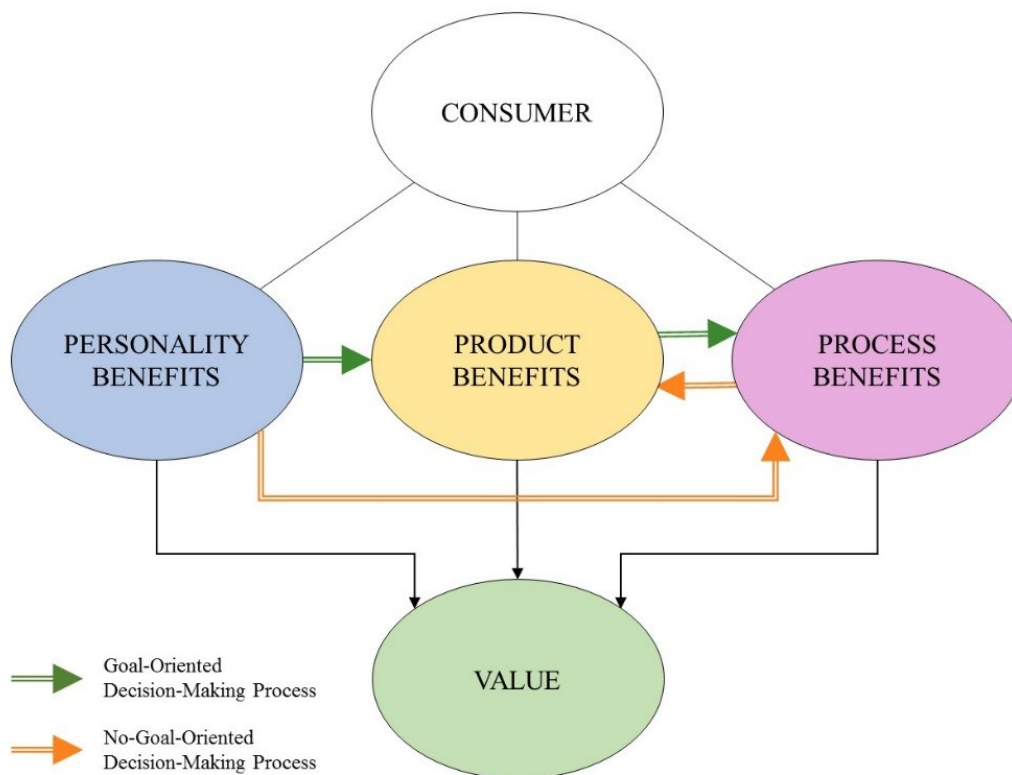 CONSUMER
PERSONALITY
BENEFITS
PRODUCT
BENEFITS
PROCESS
BENEFITS
VALUE
Goal-Oriented
Decision-Making Process
No-Goal-Oriented
Decision-Making Process